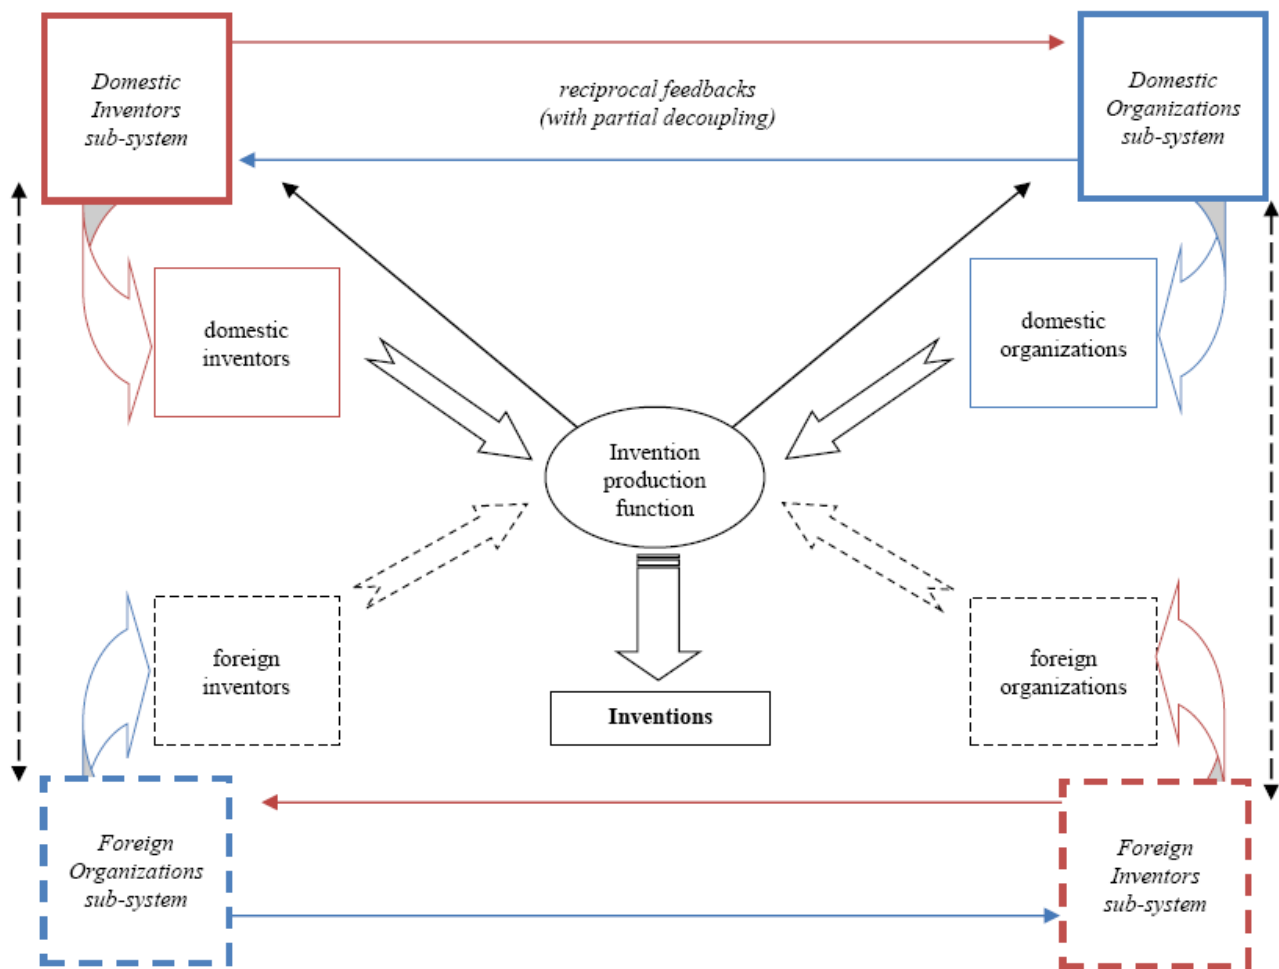 Domestic
Inventors
sub-system
reciprocal feedbacks
(with partial decoupling)
Domestic
Organizations
sub-system
domestic
inventors
domestic
organizations
Invention
production
function
foreign
inventors
foreign
organizations
Inventions
Foreign
Organizations
sub-system
Foreign
Inventors
sub-system